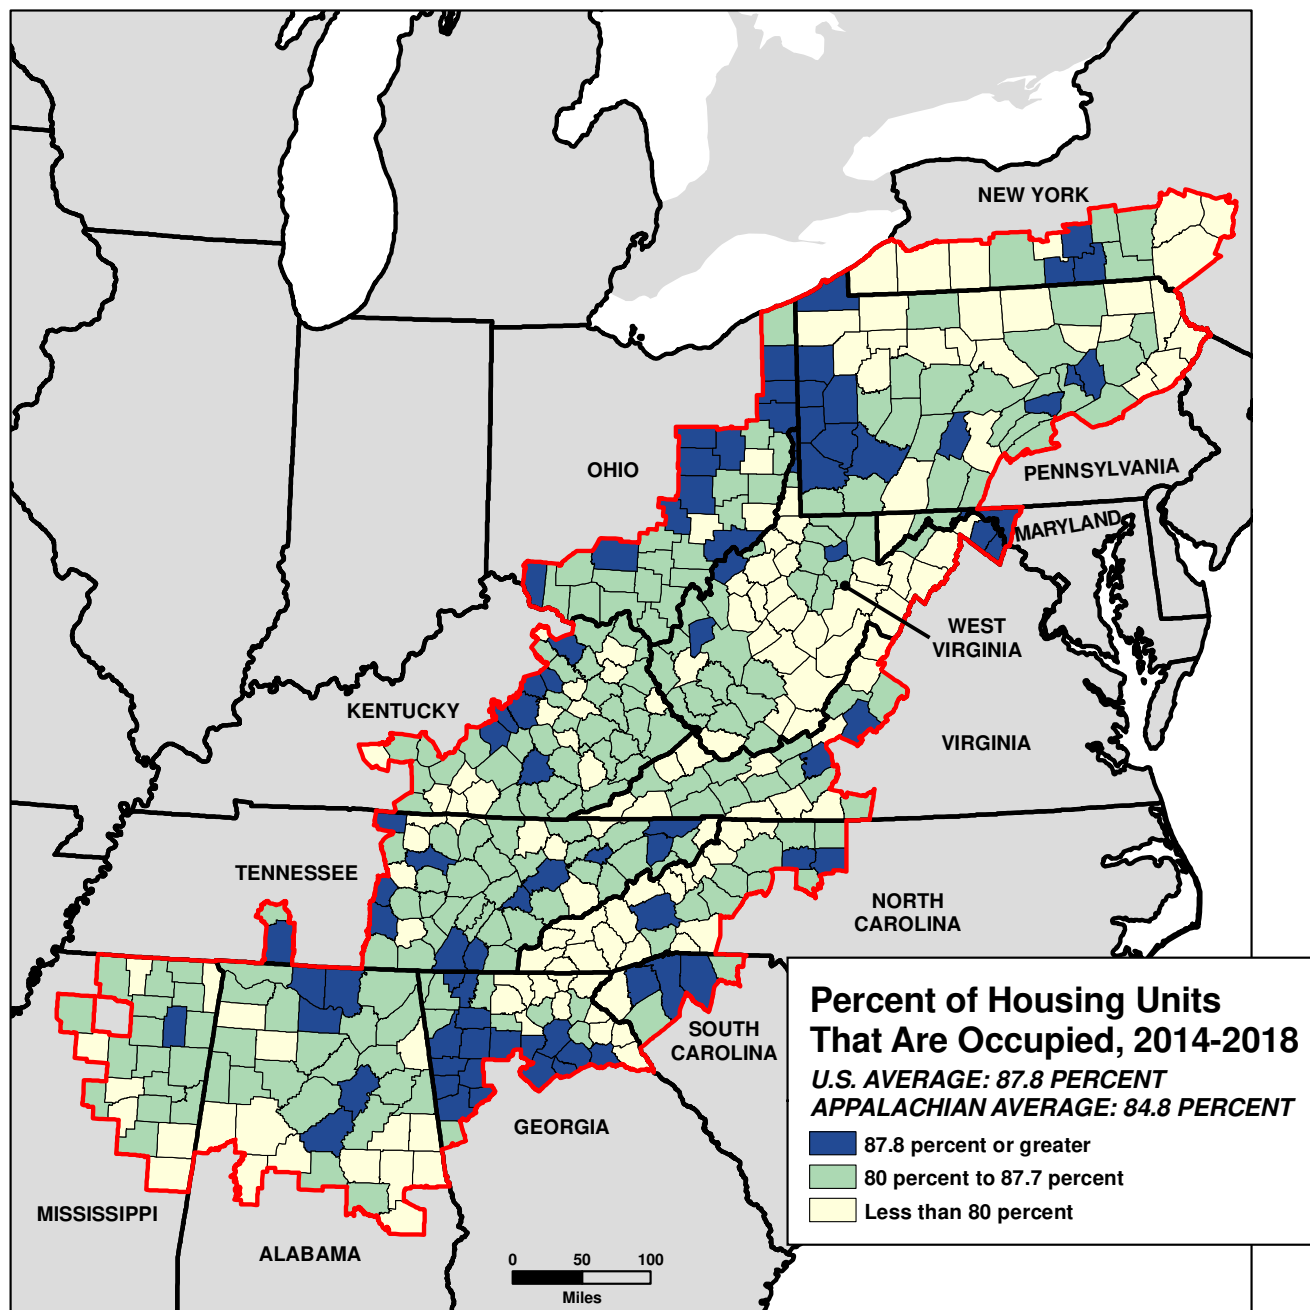 NEW YORK
OHIO
PENNSYLVANIA
MARYLAND
WEST
VIRGINIA
KENTUCKY
VIRGINIA
TENNESSEE
NORTH
CAROLINA
SOUTH
CAROLINA
GEORGIA
MISSISSIPPI
ALABAMA
Percent of Housing Units
That Are Occupied, 2014-2018
U.S. AVERAGE: 87.8 PERCENT
APPALACHIAN AVERAGE: 84.8 PERCENT
87.8 percent or greater
80 percent to 87.7 percent
Less than 80 percent
0 50 100
Miles